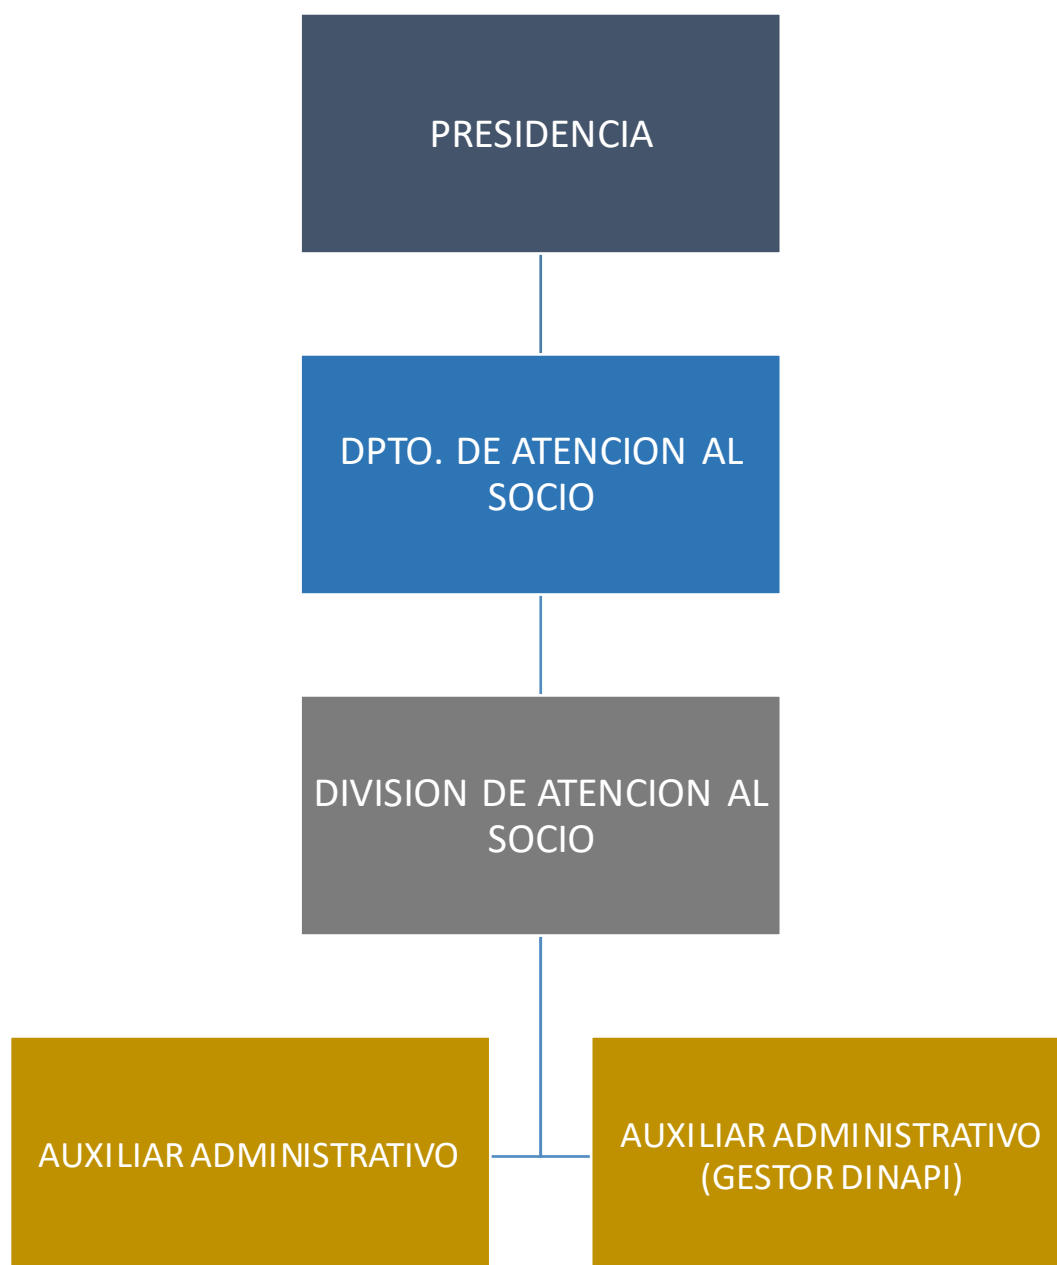 PRESIDENCIA
DPTO. DE ATENCION AL
SOCIO
DIVISION DE ATENCION AL
SOCIO
AUXILIAR ADMINISTRATIVO
AUXILIAR ADMINISTRATIVO
(GESTOR DINAPI)